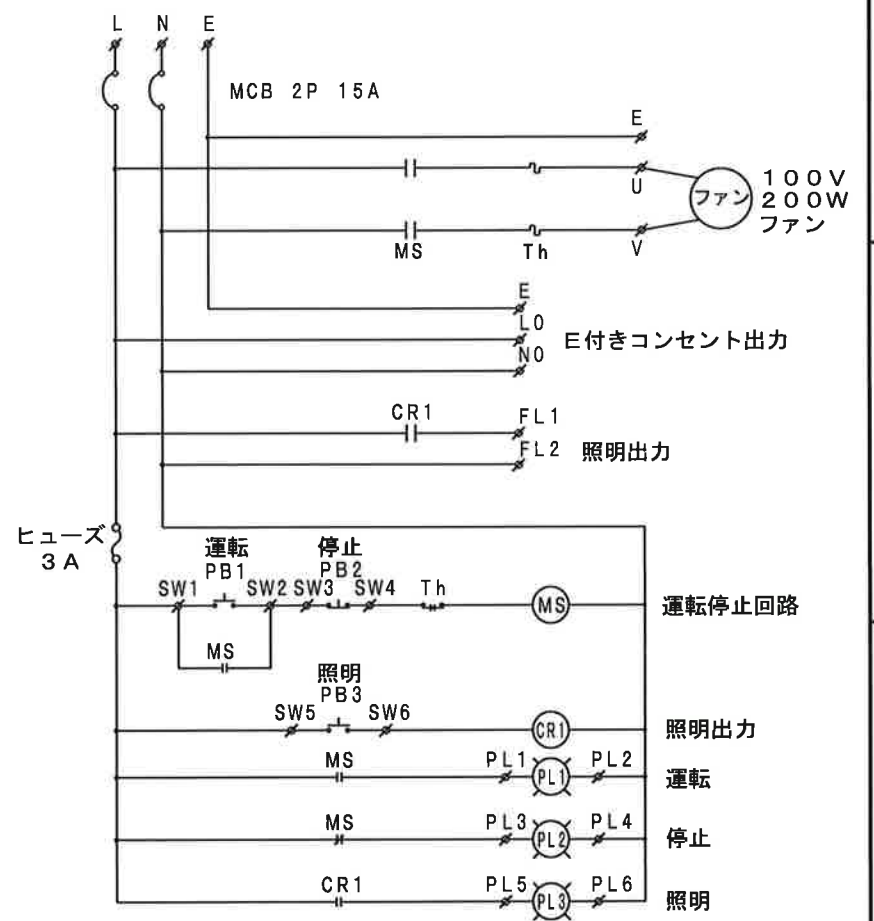 L N E
MCB 2P 15A
E
U
ファン
100V
200W
ファン
MS Th V
E
L0
N0
E付きコンセント出力
CR1
FL1
FL2
照明出力
ヒューズ
3A
運転 停止
PB1 PB2
SW1 SW2 SW3 SW4 Th
MS
運転停止回路
MS
照明
PB3
SW5 SW6
CR1
照明出力
MS PL1 PL2
PL1
運転
MS PL3 PL4
PL2
停止
CR1 PL5 PL6
PL3
照明